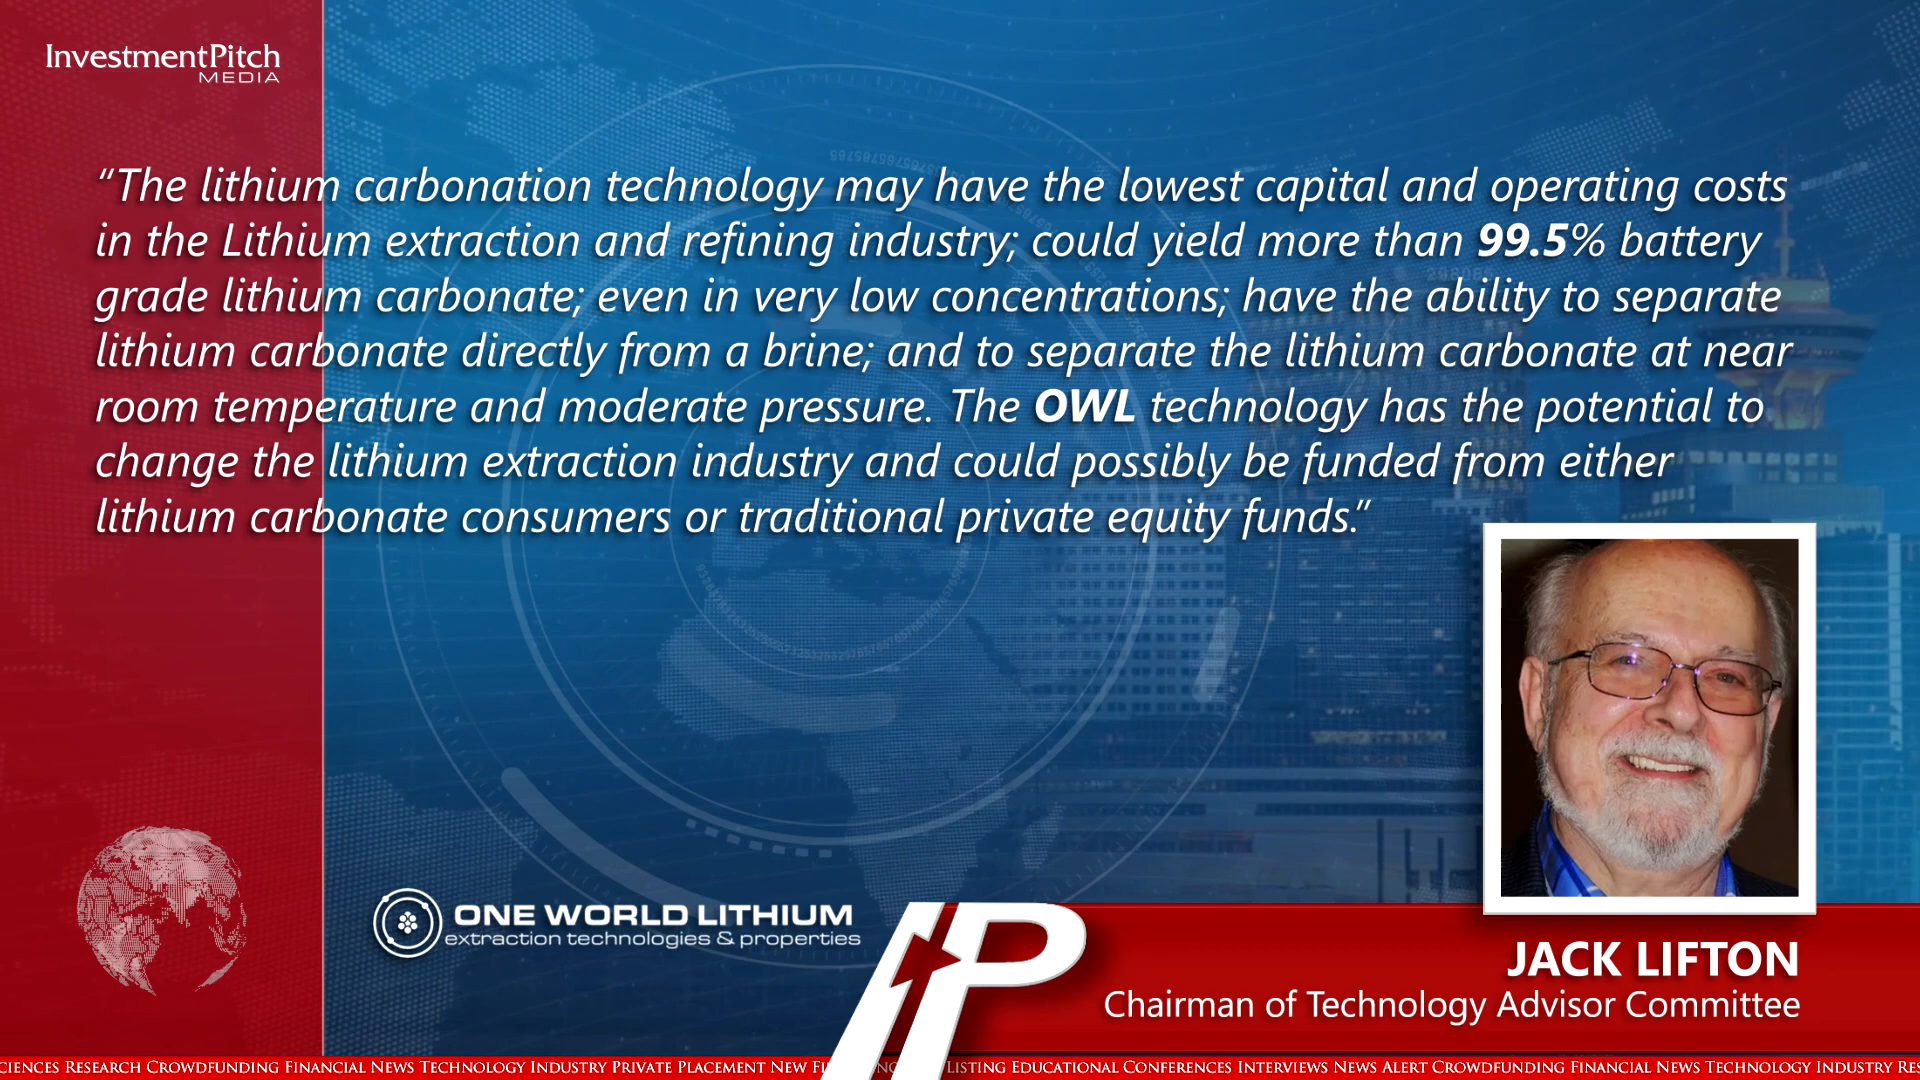 InvestmentPitch
MEDIA
“The lithium carbonation technology may have the lowest capital and operating costs
in the Lithium extraction and refining industry; could yield more than 99.5% battery
grade lithium carbonate; even in very low concentrations; have the ability to separate
lithium carbonate directly from a brine; and to separate the lithium carbonate at near
room temperature and moderate pressure. The OWL technology has the potential to
change the lithium extraction industry and could possibly be funded from either
lithium carbonate consumers or traditional private equity funds.”
ONE WORLD LITHIUM
extraction technologies & properties
IP
JACK LIFTON
Chairman of Technology Advisor Committee
RESEARCH CROWDFUNDING FINANCIAL NEWS TECHNOLOGY INDUSTRY PRIVATE PLACEMENT NEW LISTING EDUCATIONAL CONFERENCES INTERVIEWS NEWS ALERT CROWDFUNDING FINANCIAL NEWS TECHNOLOGY INDUSTRY